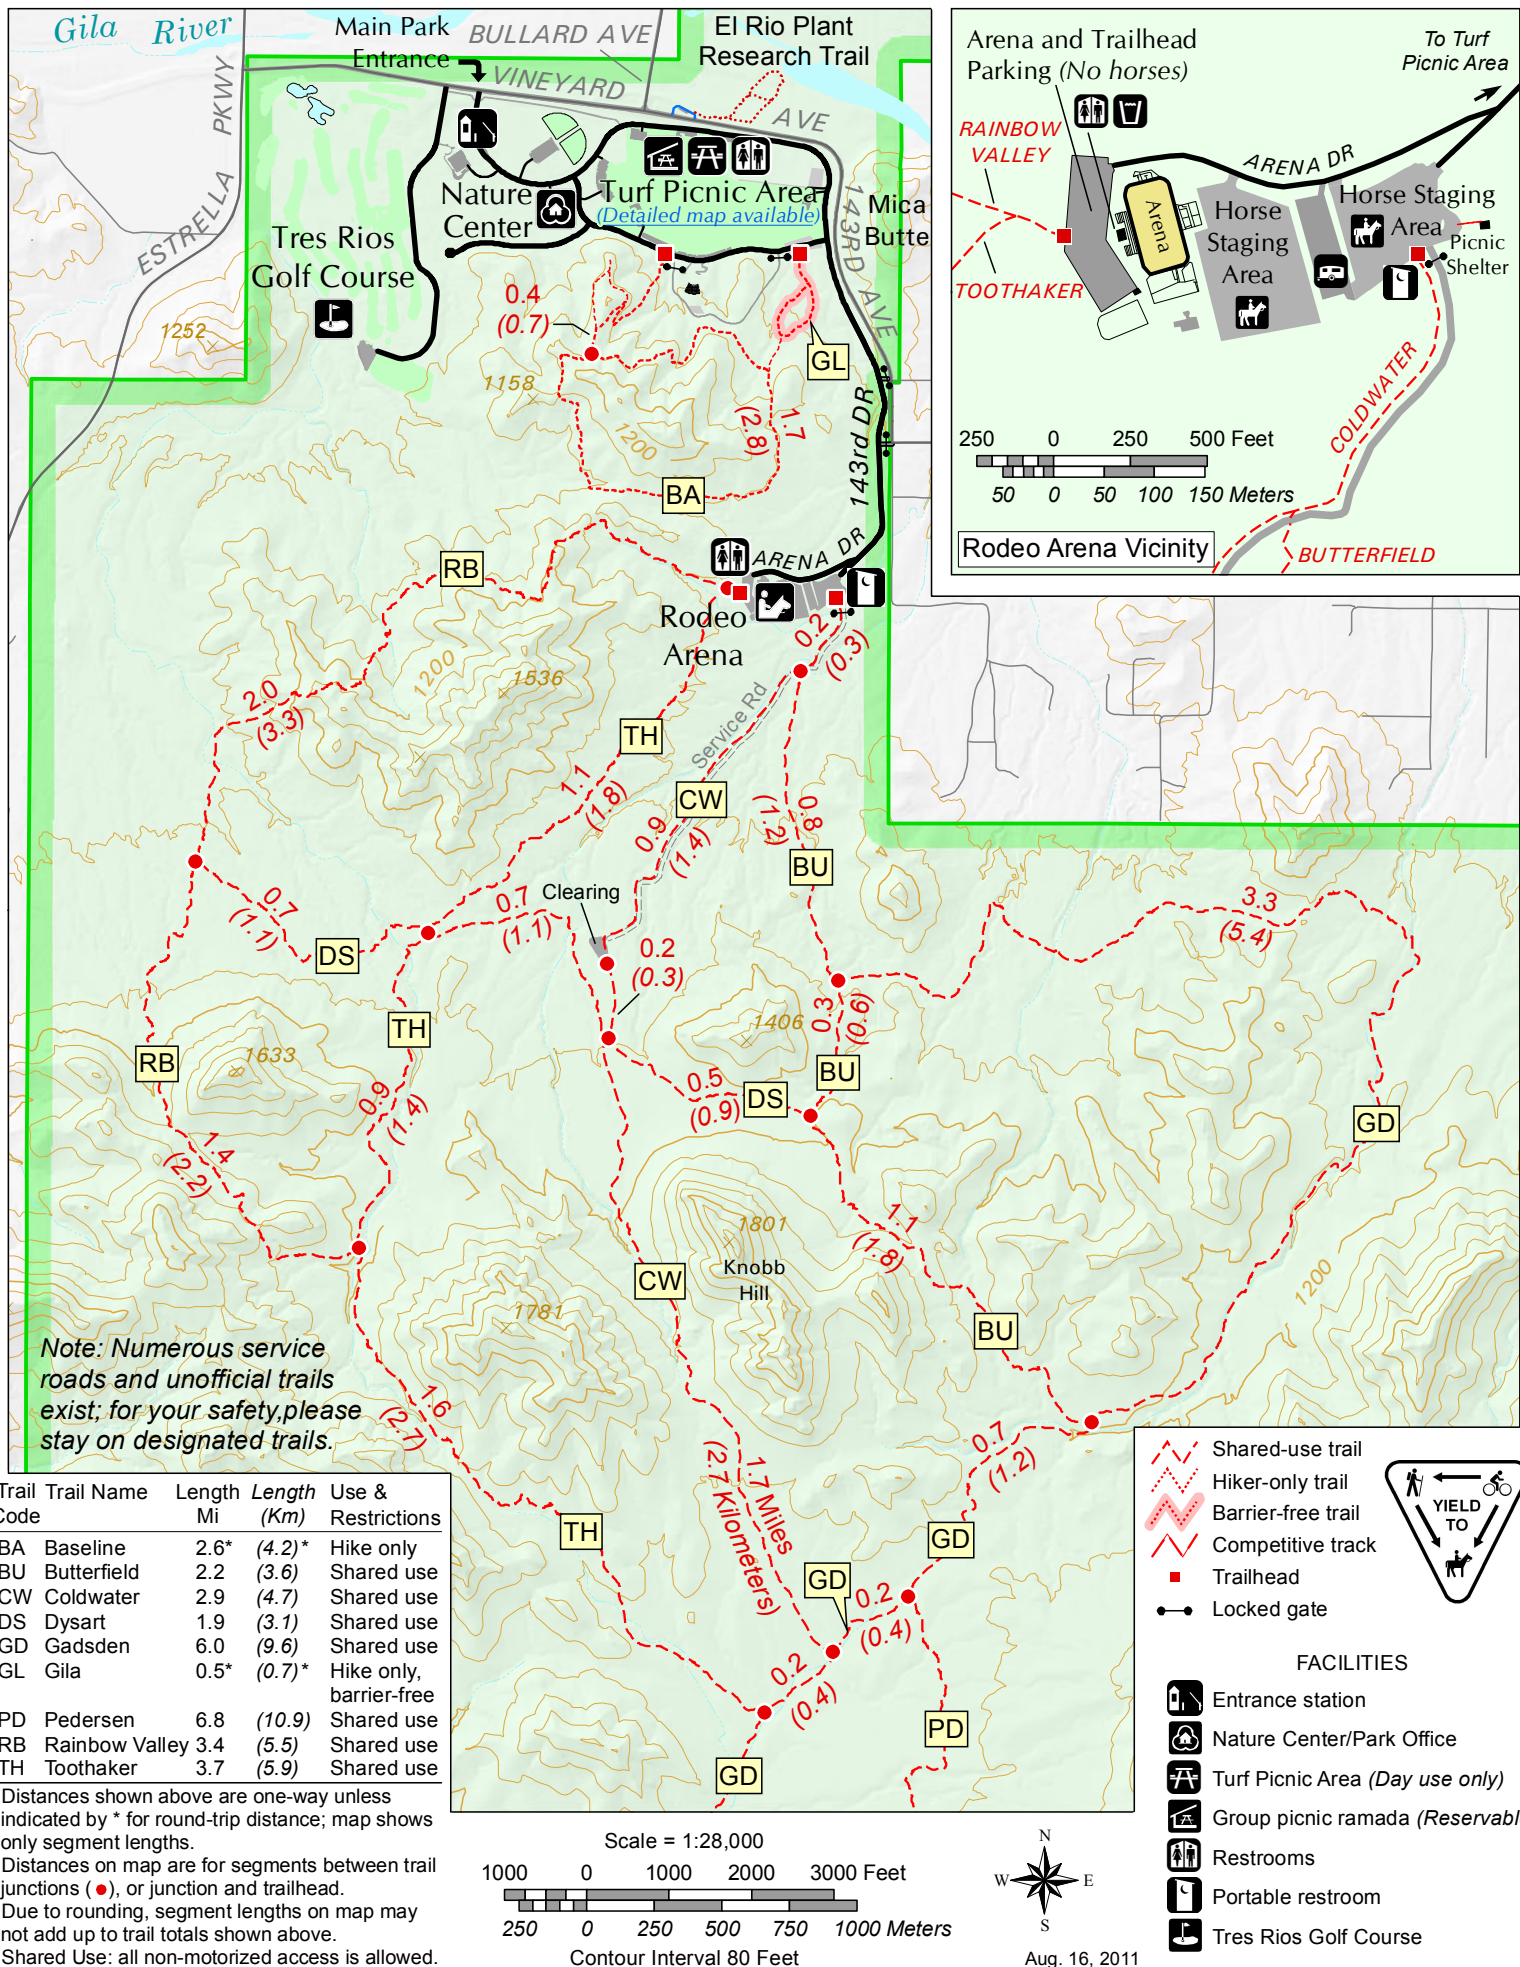 Gila River
Main Park
Entrance
BULLARD AVE
El Rio Plant
Research Trail
VINEYARD
AVE
ESTRELLA
PKWY
Nature
Center
Turf Picnic Area
(Detailed map available)
143RD AVE
Mica
Butte
Tres Rios
Golf Course
1252
0.4
(0.7)
GL
1158
1200
1.7
(2.8)
BA
143rd DR
ARENA DR
RB
Rodeo
Arena
0.2
(0.3)
1200
1536
2.0
(3.3)
TH
Service Rd
1.1
(1.8)
CW
0.9
(1.4)
0.8
(1.2)
BU
Clearing
0.7
(1.1)
0.7
(1.1)
DS
0.2
(0.3)
3.3
(5.4)
TH
1406
0.3
(0.6)
BU
RB
1633
0.5
(0.9)
DS
0.9
(1.4)
GD
1.4
(2.2)
1801
Knobb
Hill
1.1
(1.8)
CW
1200
1781
BU
1.6
(2.7)
0.7
(1.2)
1.7 Miles
(2.7 Kilometers)
TH
GD
GD
0.2
(0.4)
0.2
(0.4)
PD
GD
Arena and Trailhead
Parking (No horses)
To Turf
Picnic Area
RAINBOW
VALLEY
ARENA DR
Arena
Horse
Staging
Area
Horse Staging
Area
Picnic
Shelter
TOOTHAKER
COLDWATER
250 0 250 500 Feet
50 0 50 100 150 Meters
Rodeo Arena Vicinity
BUTTERFIELD
Note: Numerous service
roads and unofficial trails
exist; for your safety,please
stay on designated trails.
Trail Trail Name Length Length Use &
Code Mi (Km) Restrictions
BA Baseline 2.6* (4.2)* Hike only
BU Butterfield 2.2 (3.6) Shared use
CW Coldwater 2.9 (4.7) Shared use
DS Dysart 1.9 (3.1) Shared use
GD Gadsden 6.0 (9.6) Shared use
GL Gila 0.5* (0.7)* Hike only,
barrier-free
PD Pedersen 6.8 (10.9) Shared use
RB Rainbow Valley 3.4 (5.5) Shared use
TH Toothaker 3.7 (5.9) Shared use
Distances shown above are one-way unless
indicated by * for round-trip distance; map shows
only segment lengths.
Distances on map are for segments between trail
junctions ( ), or junction and trailhead.
Due to rounding, segment lengths on map may
not add up to trail totals shown above.
Shared Use: all non-motorized access is allowed.
Scale = 1:28,000
1000 0 1000 2000 3000 Feet
250 0 250 500 750 1000 Meters
Contour Interval 80 Feet
N
W E
S
Aug. 16, 2011
Shared-use trail
Hiker-only trail
Barrier-free trail
Competitive track
Trailhead
Locked gate
YIELD
TO
FACILITIES
Entrance station
Nature Center/Park Office
Turf Picnic Area (Day use only)
Group picnic ramada (Reservabl
Restrooms
Portable restroom
Tres Rios Golf Course